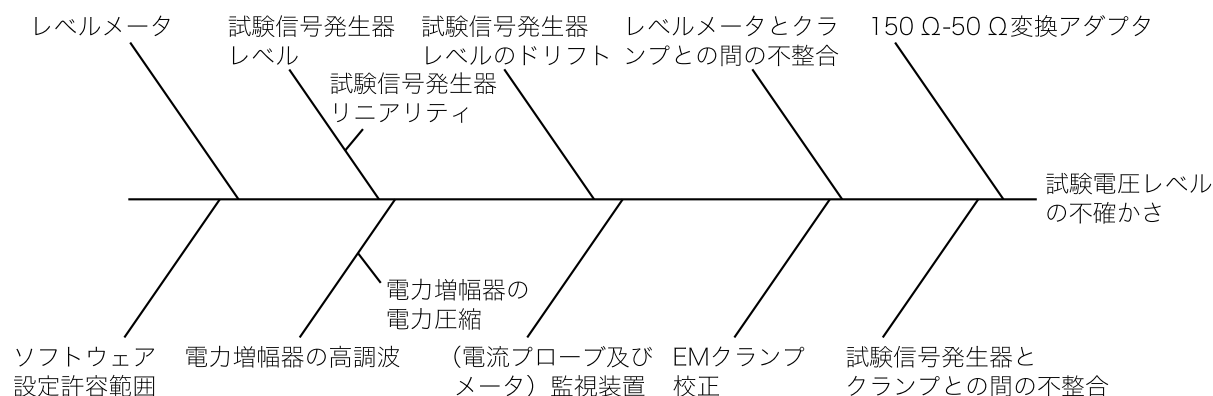 レベルメータ
試験信号発生器
レベル
試験信号発生器
リニアリティ
試験信号発生器
レベルのドリフト
レベルメータとクラ
ンプとの間の不整合
150 Ω-50 Ω変換アダプタ
試験電圧レベル
の不確かさ
ソフトウェア
設定許容範囲
電力増幅器の高調波
電力増幅器の
電力圧縮
（電流プローブ及び
メータ）監視装置
EMクランプ
校正
試験信号発生器と
クランプとの間の不整合